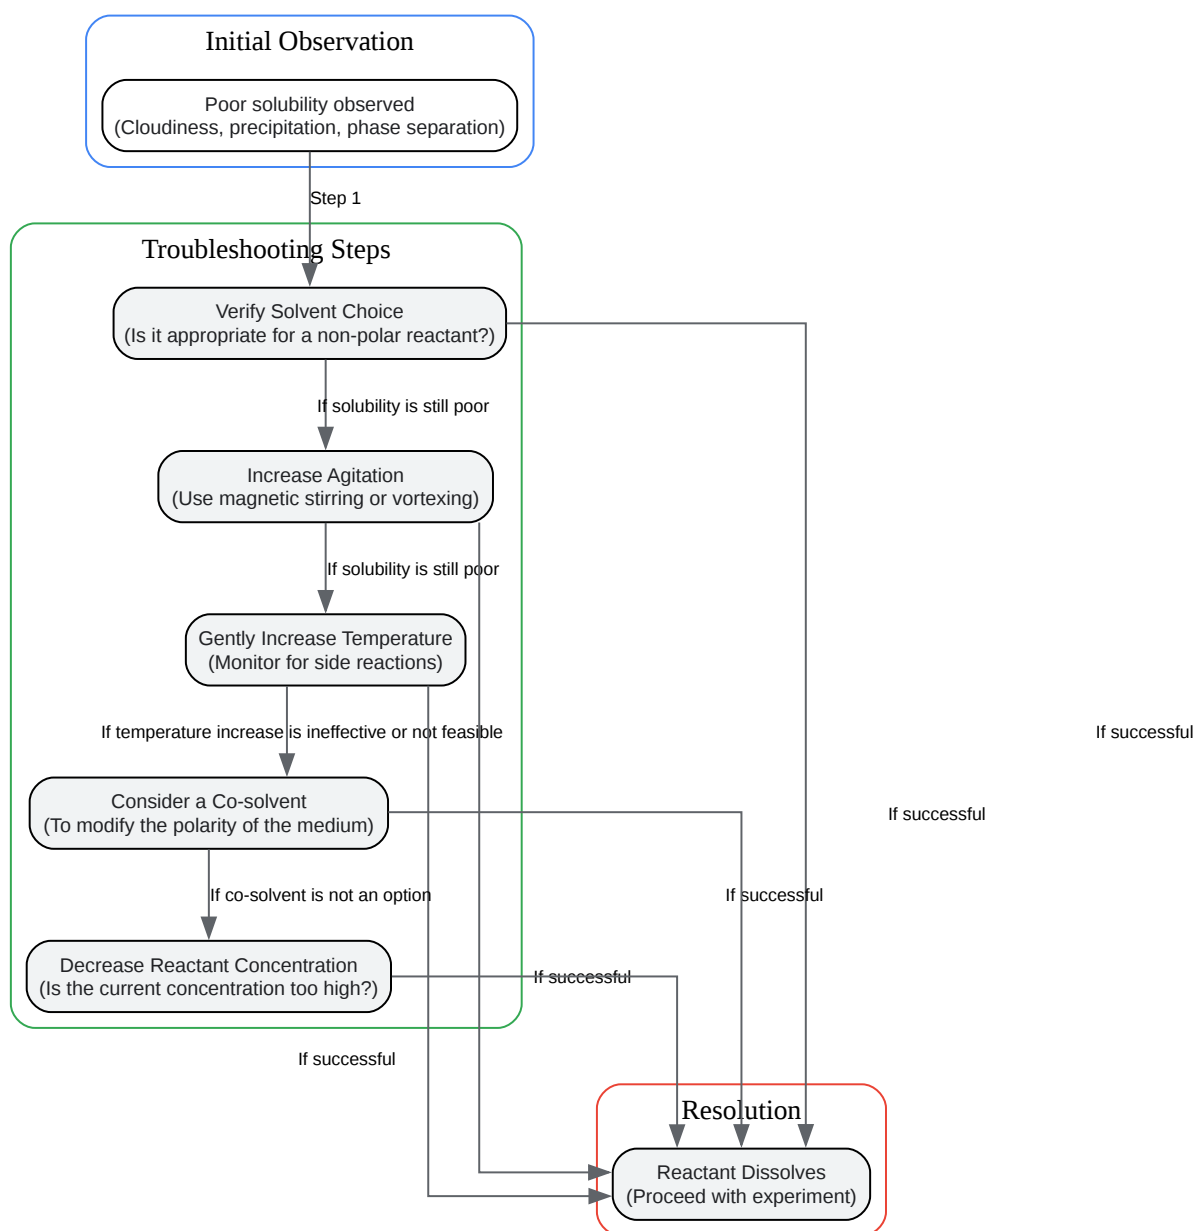 Initial Observation
Poor solubility observed
(Cloudiness, precipitation, phase separation)
Step 1
Troubleshooting Steps
Verify Solvent Choice
(Is it appropriate for a non-polar reactant?)
If solubility is still poor
Increase Agitation
(Use magnetic stirring or vortexing)
If solubility is still poor
Gently Increase Temperature
(Monitor for side reactions)
If temperature increase is ineffective or not feasible
If successful
Consider a Co-solvent
(To modify the polarity of the medium)
If successful
If co-solvent is not an option
If successful
Decrease Reactant Concentration
(Is the current concentration too high?)
If successful
If successful
Resolution
Reactant Dissolves
(Proceed with experiment)